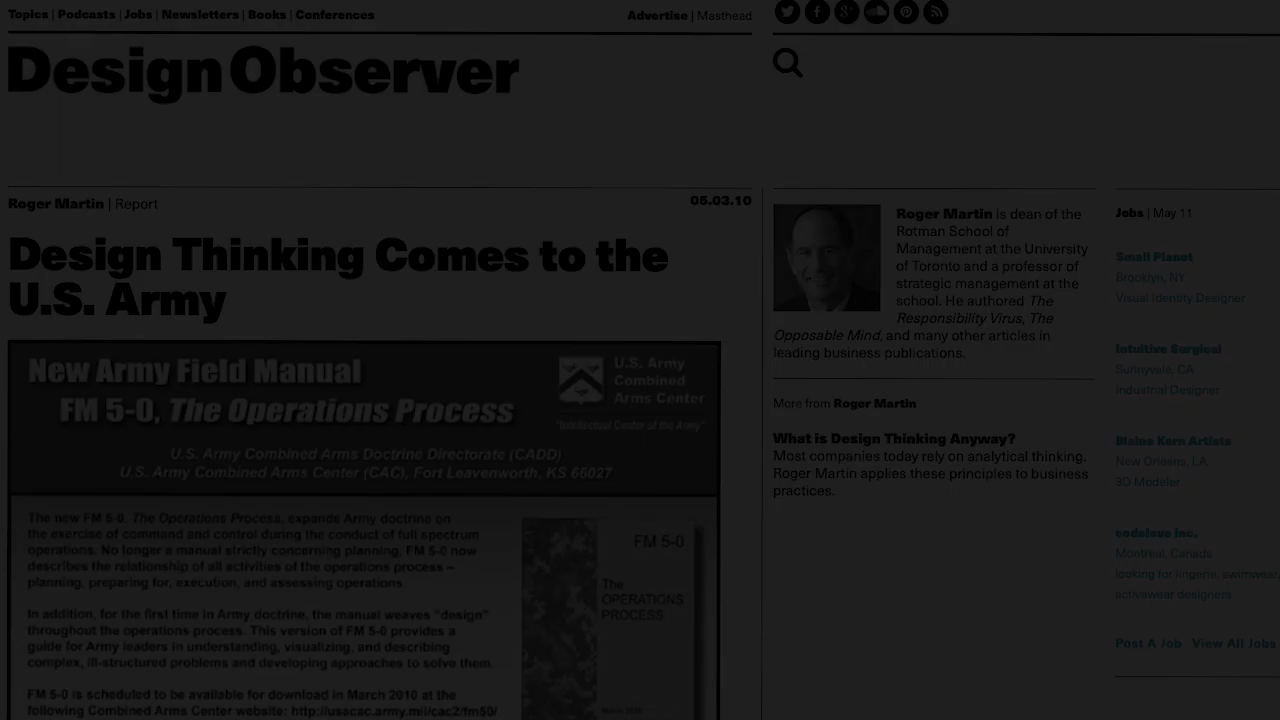 Topics | Podcasts | Jobs | Newsletters | Books | Conferences
Advertise | Masthead
Design Observer
Roger Martin | Report
05.03.10
Design Thinking Comes to the
U.S. Army
New Army Field Manual
FM 5-0, The Operations Process
U.S. Army
Combined
Arms Center
"Intellectual Center of the Army"
U.S. Army Combined Arms Doctrine Directorate (CADD)
U.S. Army Combined Arms Center (CAC), Fort Leavenworth, KS 66027
The new FM 5-0, The Operations Process, expands Army doctrine on
the exercise of command and control during the conduct of full spectrum
operations. No longer a manual strictly concerning planning, FM 5-0 now
describes the relationship of all activities of the operations process –
planning, preparing for, execution, and assessing operations.
In addition, for the first time in Army doctrine, the manual weaves "design"
throughout the operations process. This version of FM 5-0 provides a
guide for Army leaders in understanding, visualizing, and describing
complex, ill-structured problems and developing approaches to solve them.
FM 5-0 is scheduled to be available for download in March 2010 at the
following Combined Arms Center website: http://usacac.army.mil/cac2/fm50/
FM 5-0
The
OPERATIONS
PROCESS
Roger Martin is dean of the
Rotman School of
Management at the University
of Toronto and a professor of
strategic management at the
school. He authored The
Responsibility Virus, The
Opposable Mind, and many other articles in
leading business publications.
More from Roger Martin
What is Design Thinking Anyway?
Most companies today rely on analytical thinking.
Roger Martin applies these principles to business
practices.
Jobs | May 11
Small Planet
Brooklyn, NY
Visual Identity Designer
Intuitive Surgical
Sunnyvale, CA
Industrial Designer
Blaine Kern Artists
New Orleans, LA
3D Modeler
codelove inc.
Montreal, Canada
looking for lingerie, swimwear,
activewear designers
Post A Job View All Jobs